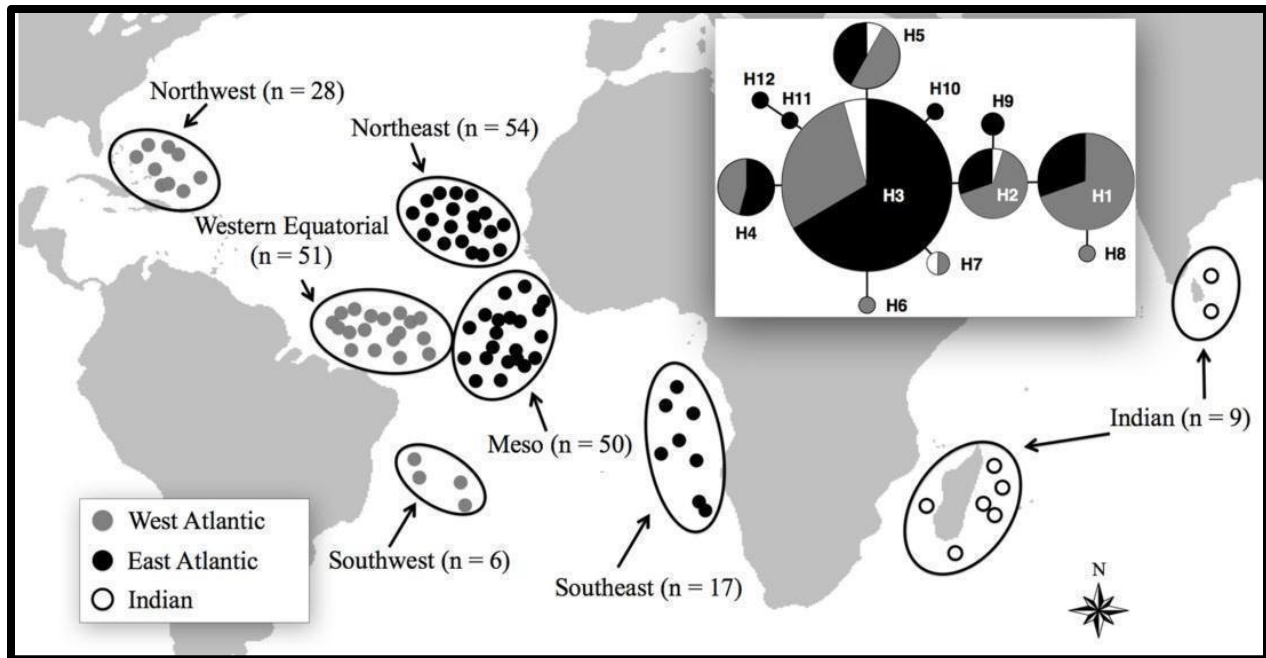 Northwest (n = 28)
Northeast (n = 54)
Western Equatorial
(n = 51)
Meso (n = 50)
Southwest (n = 6)
Southeast (n = 17)
Indian (n = 9)
H5
H12
H11
H10
H9
H3
H2
H1
H4
H8
H7
H6
West Atlantic
East Atlantic
Indian
N